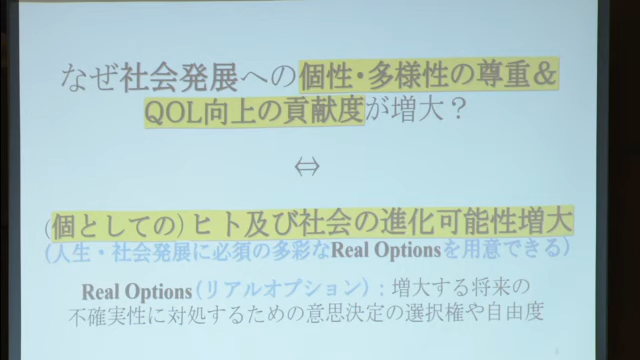 なぜ社会発展への個性・多様性の尊重＆
QOL向上の貢献度が増大？
⇔
(個としての) ヒト及び社会の進化可能性増大
(人生・社会発展に必須の多彩なReal Optionsを用意できる)
Real Options (リアルオプション)：増大する将来の
不確実性に対処するための意思決定の選択権や自由度